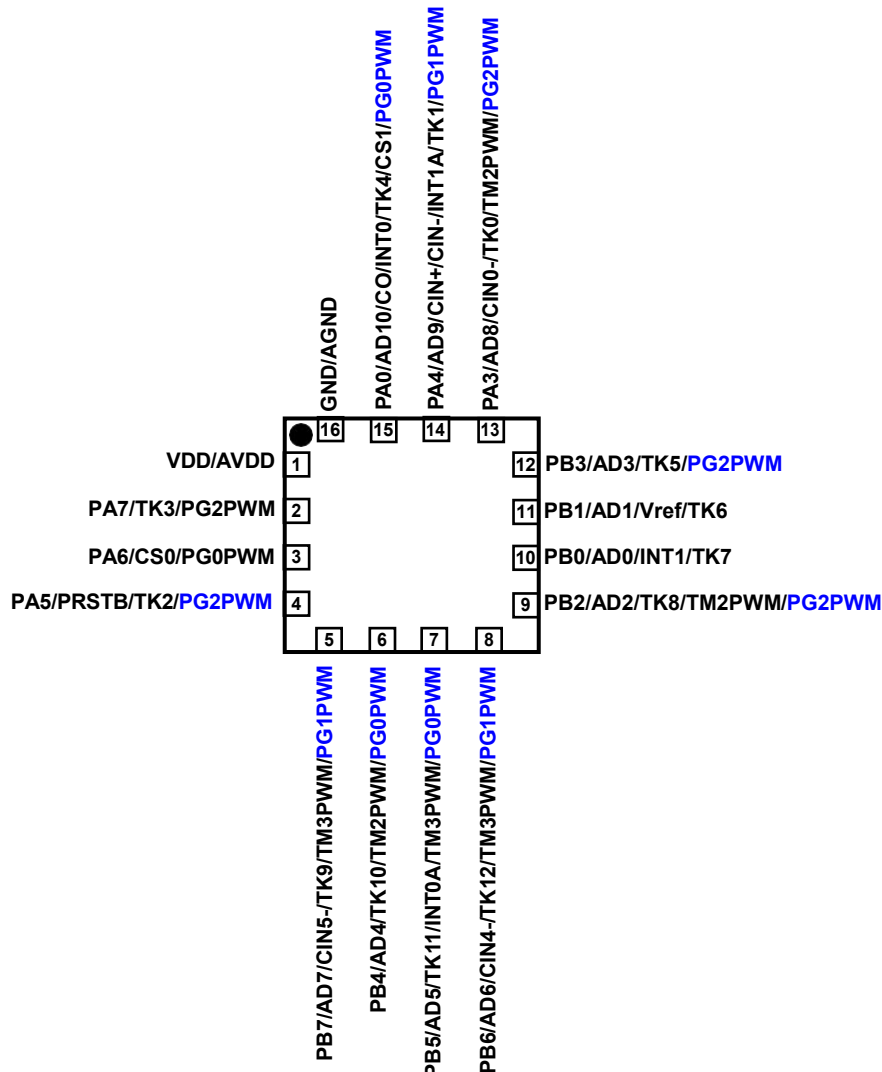 PA0/AD10/CO/INT0/TK4/CS1/PG0PWM
PA4/AD9/CIN+/CIN-/INT1A/TK1/PG1PWM
PA3/AD8/CIN0-/TK0/TM2PWM/PG2PWM
GND/AGND
16
15
14
13
VDD/AVDD
1
12
PB3/AD3/TK5/PG2PWM
PA7/TK3/PG2PWM
2
11
PB1/AD1/Vref/TK6
PA6/CS0/PG0PWM
3
10
PB0/AD0/INT1/TK7
PA5/PRSTB/TK2/PG2PWM
4
9
PB2/AD2/TK8/TM2PWM/PG2PWM
5
6
7
8
PB7/AD7/CIN5-/TK9/TM3PWM/PG1PWM
PB4/AD4/TK10/TM2PWM/PG0PWM
PB5/AD5/TK11/INT0A/TM3PWM/PG0PWM
PB6/AD6/CIN4-/TK12/TM3PWM/PG1PWM